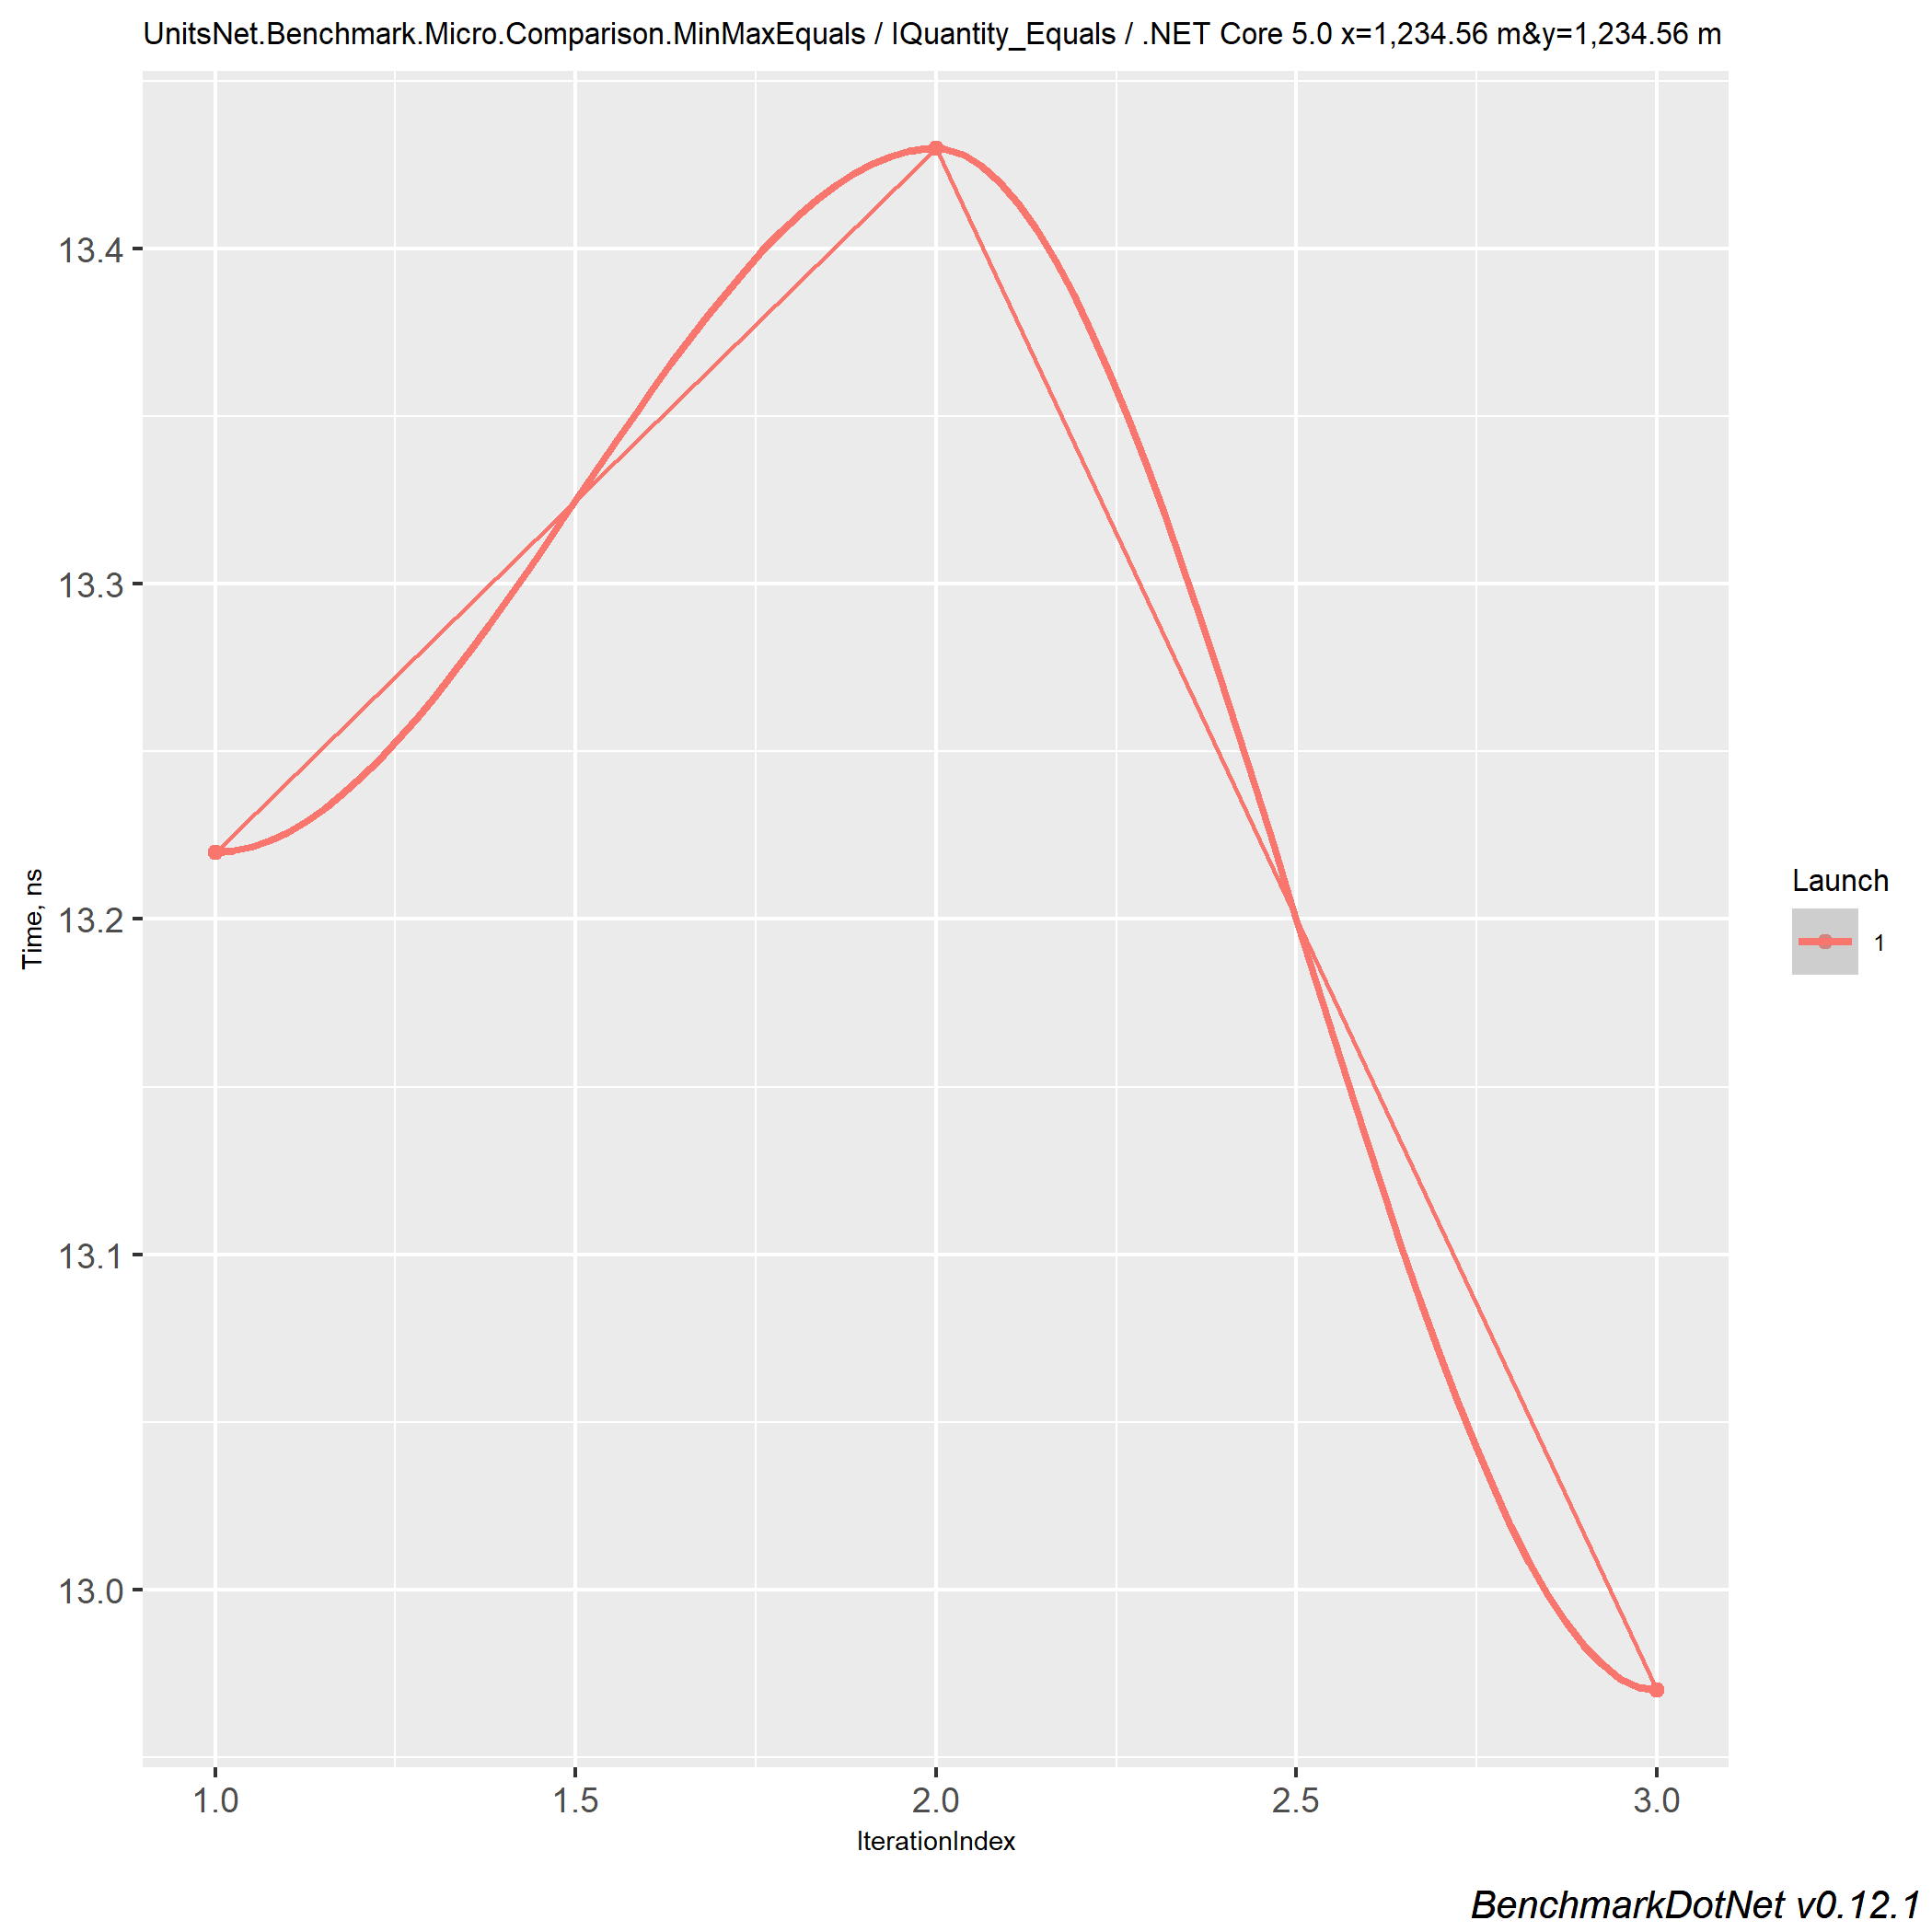 UnitsNet.Benchmark.Micro.Comparison.MinMaxEquals / IQuantity_Equals / .NET Core 5.0 x=1,234.56 m&y=1,234.56 m
13.4
13.3
13.2
13.1
13.0
Time, ns
1.0 1.5 2.0 2.5 3.0
IterationIndex
Launch
1
BenchmarkDotNet v0.12.1